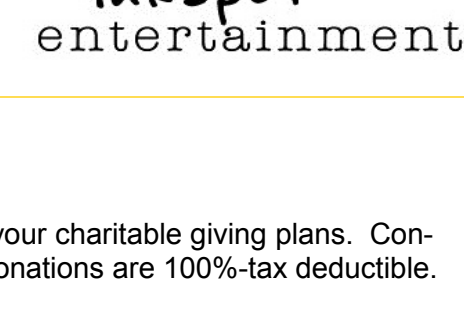 entertainment
your charitable giving plans. Con-
onations are 100%-tax deductible.